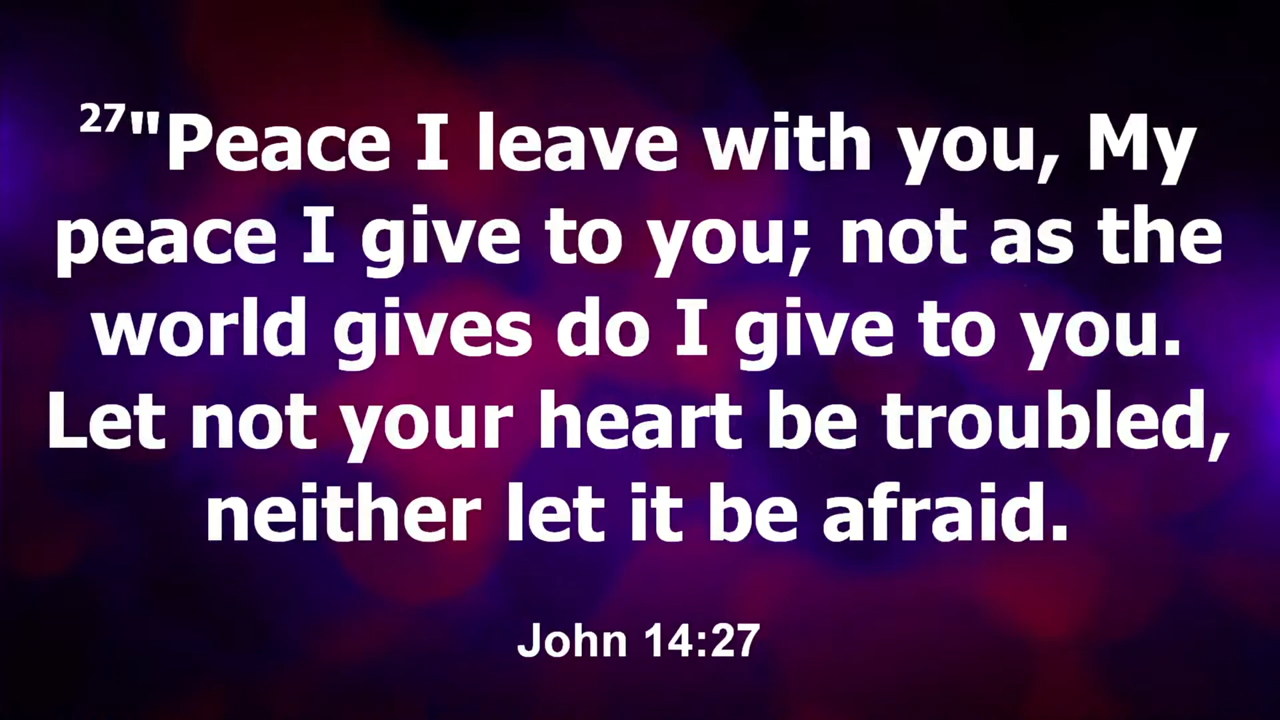 27"Peace I leave with you, My
peace I give to you; not as the
world gives do I give to you.
Let not your heart be troubled,
neither let it be afraid.
John 14:27